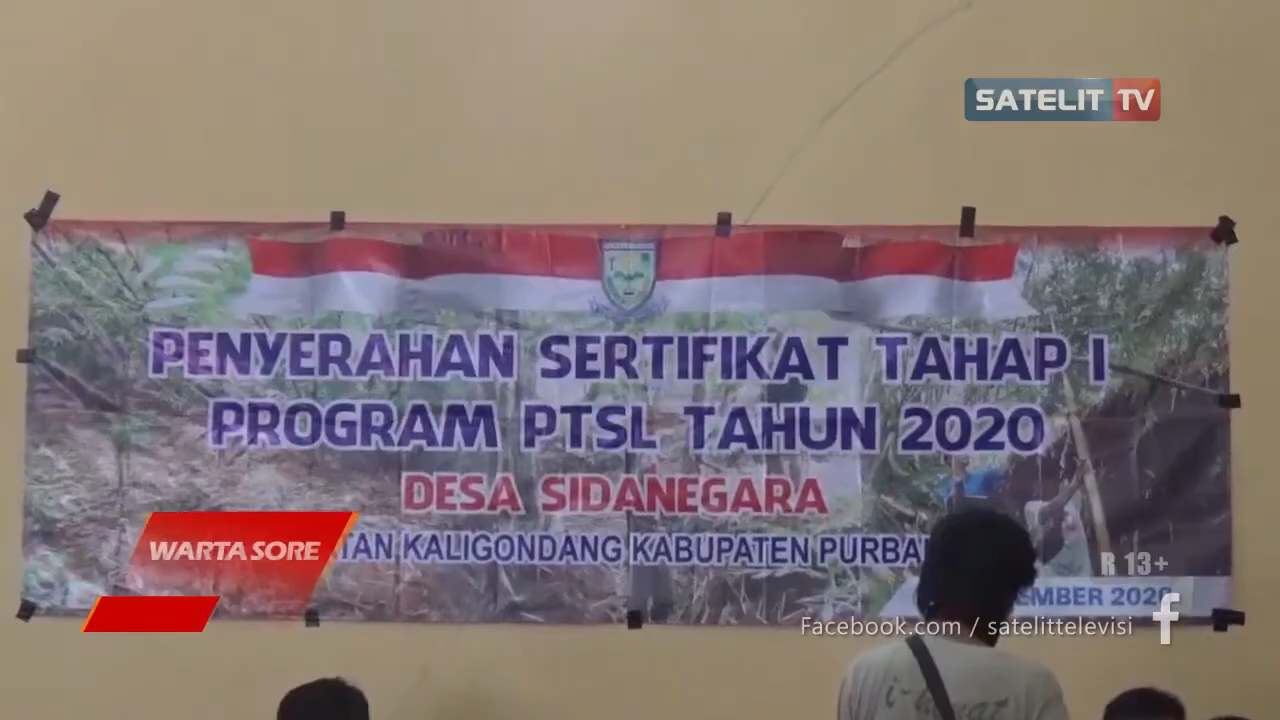 SATELIT TV
PENYERAHAN SERTIFIKAT TAHAP I
PROGRAM PTSL TAHUN 2020
DESA SIDANEGARA
TAN KALIGONDANG KABUPATEN PURBA
WARTA SORE
R 13+
EMBER 2020
Facebook.com / satelittelevisi